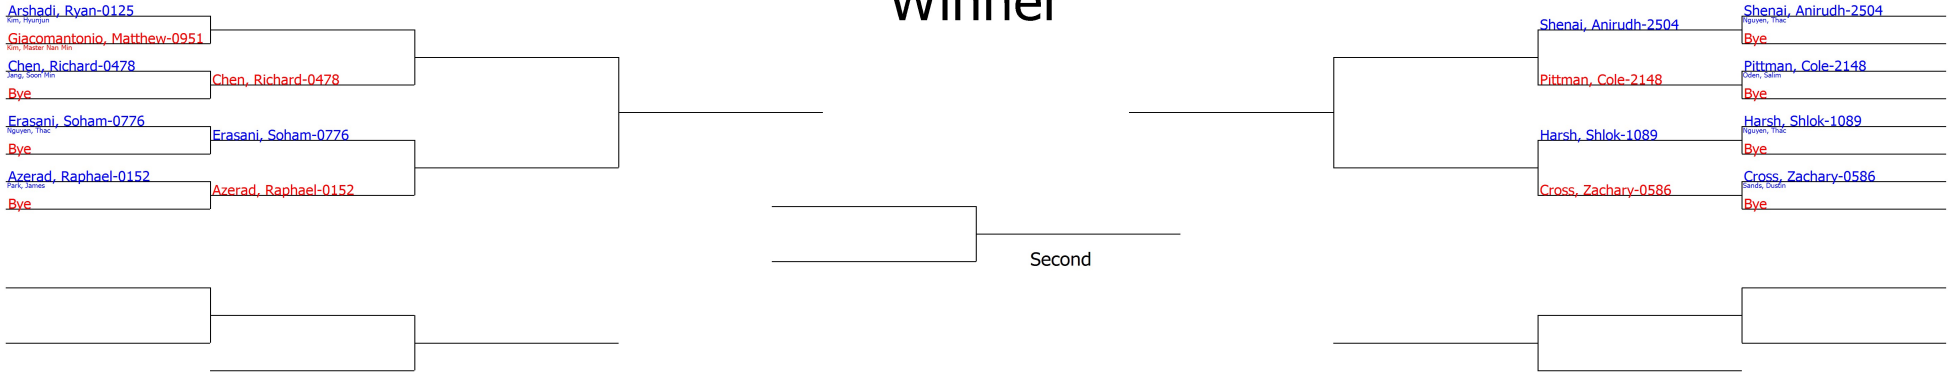 Winner
Arshadi, Ryan-0125
Kim, Hyunjun
Giacomantonio, Matthew-0951
Kim, Master Nan Min
Chen, Richard-0478
Jang, Soon Min
Bye
Erasani, Soham-0776
Nguyen, Thac
Bye
Azerad, Raphael-0152
Park, James
Bye
Chen, Richard-0478
Erasani, Soham-0776
Azerad, Raphael-0152
Second
Shenai, Anirudh-2504
Pittman, Cole-2148
Harsh, Shlok-1089
Cross, Zachary-0586
Shenai, Anirudh-2504
Nguyen, Thac
Bye
Pittman, Cole-2148
Oden, Salim
Bye
Harsh, Shlok-1089
Nguyen, Thac
Bye
Cross, Zachary-0586
Sands, Dustin
Bye